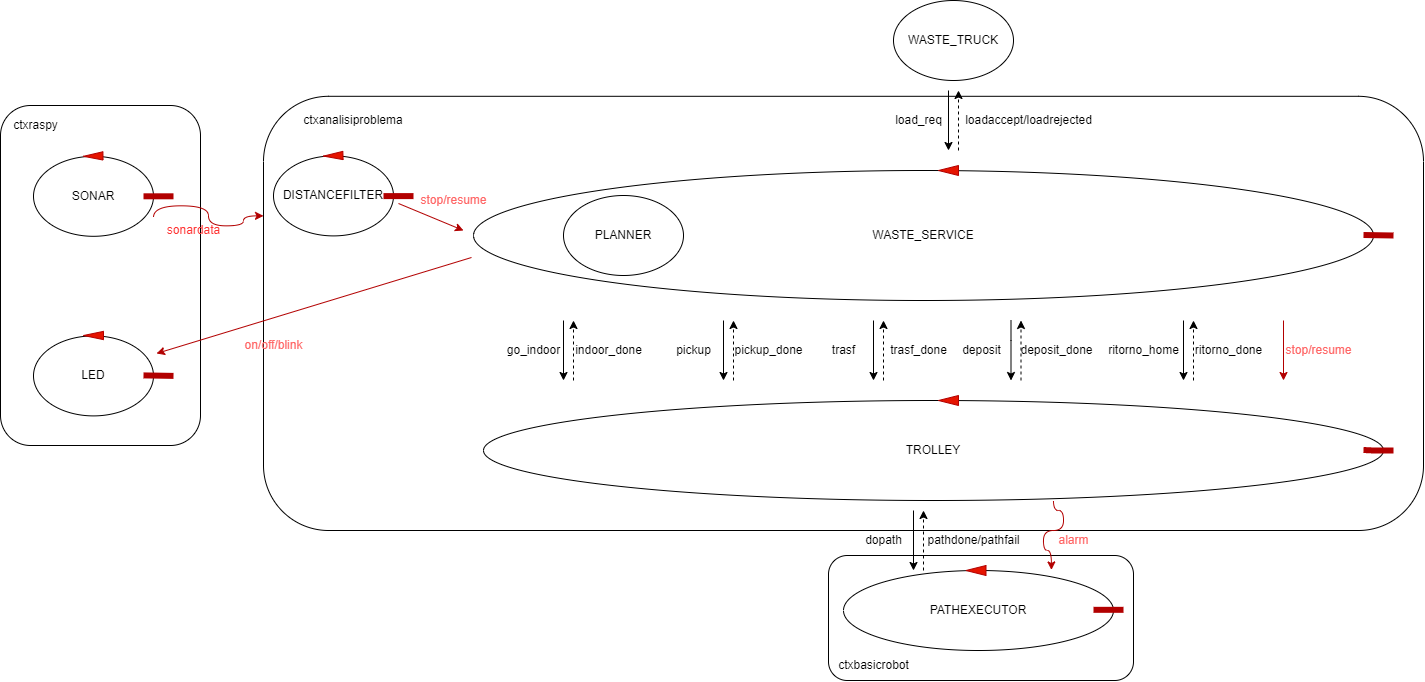 WASTE_TRUCK
ctxraspy
ctxanalisiproblema
load_req
loadaccept/loadrejected
SONAR
DISTANCEFILTER
stop/resume
sonardata
PLANNER
WASTE_SERVICE
on/off/blink
LED
go_indoor
indoor_done
pickup
pickup_done
trasf
trasf_done
deposit
deposit_done
ritorno_home
ritorno_done
stop/resume
TROLLEY
dopath
pathdone/pathfail
alarm
PATHEXECUTOR
ctxbasicrobot